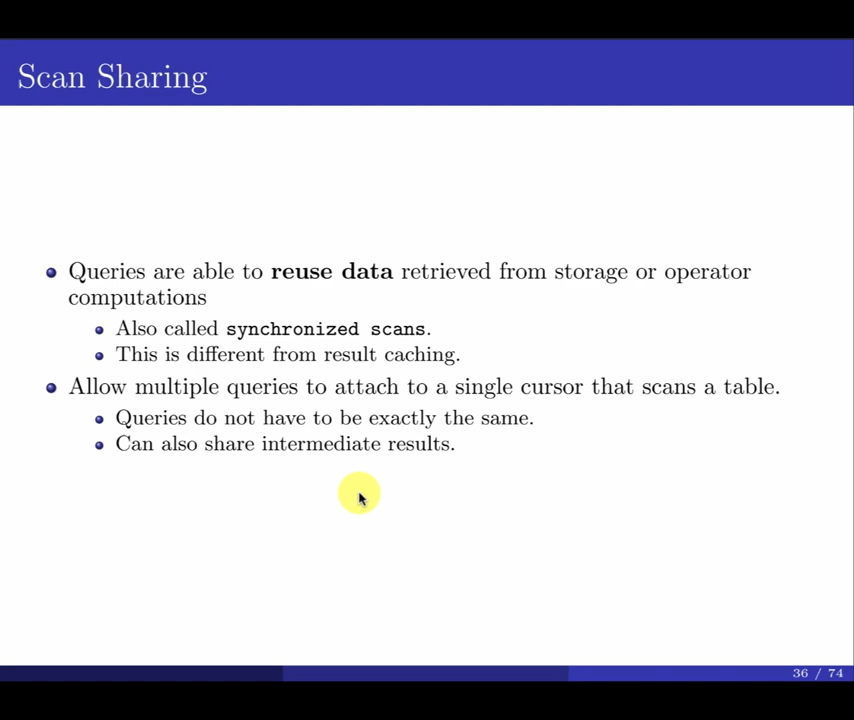 Scan Sharing
Queries are able to reuse data retrieved from storage or operator
computations
Also called synchronized scans.
This is different from result caching.
Allow multiple queries to attach to a single cursor that scans a table.
Queries do not have to be exactly the same.
Can also share intermediate results.
36 / 74